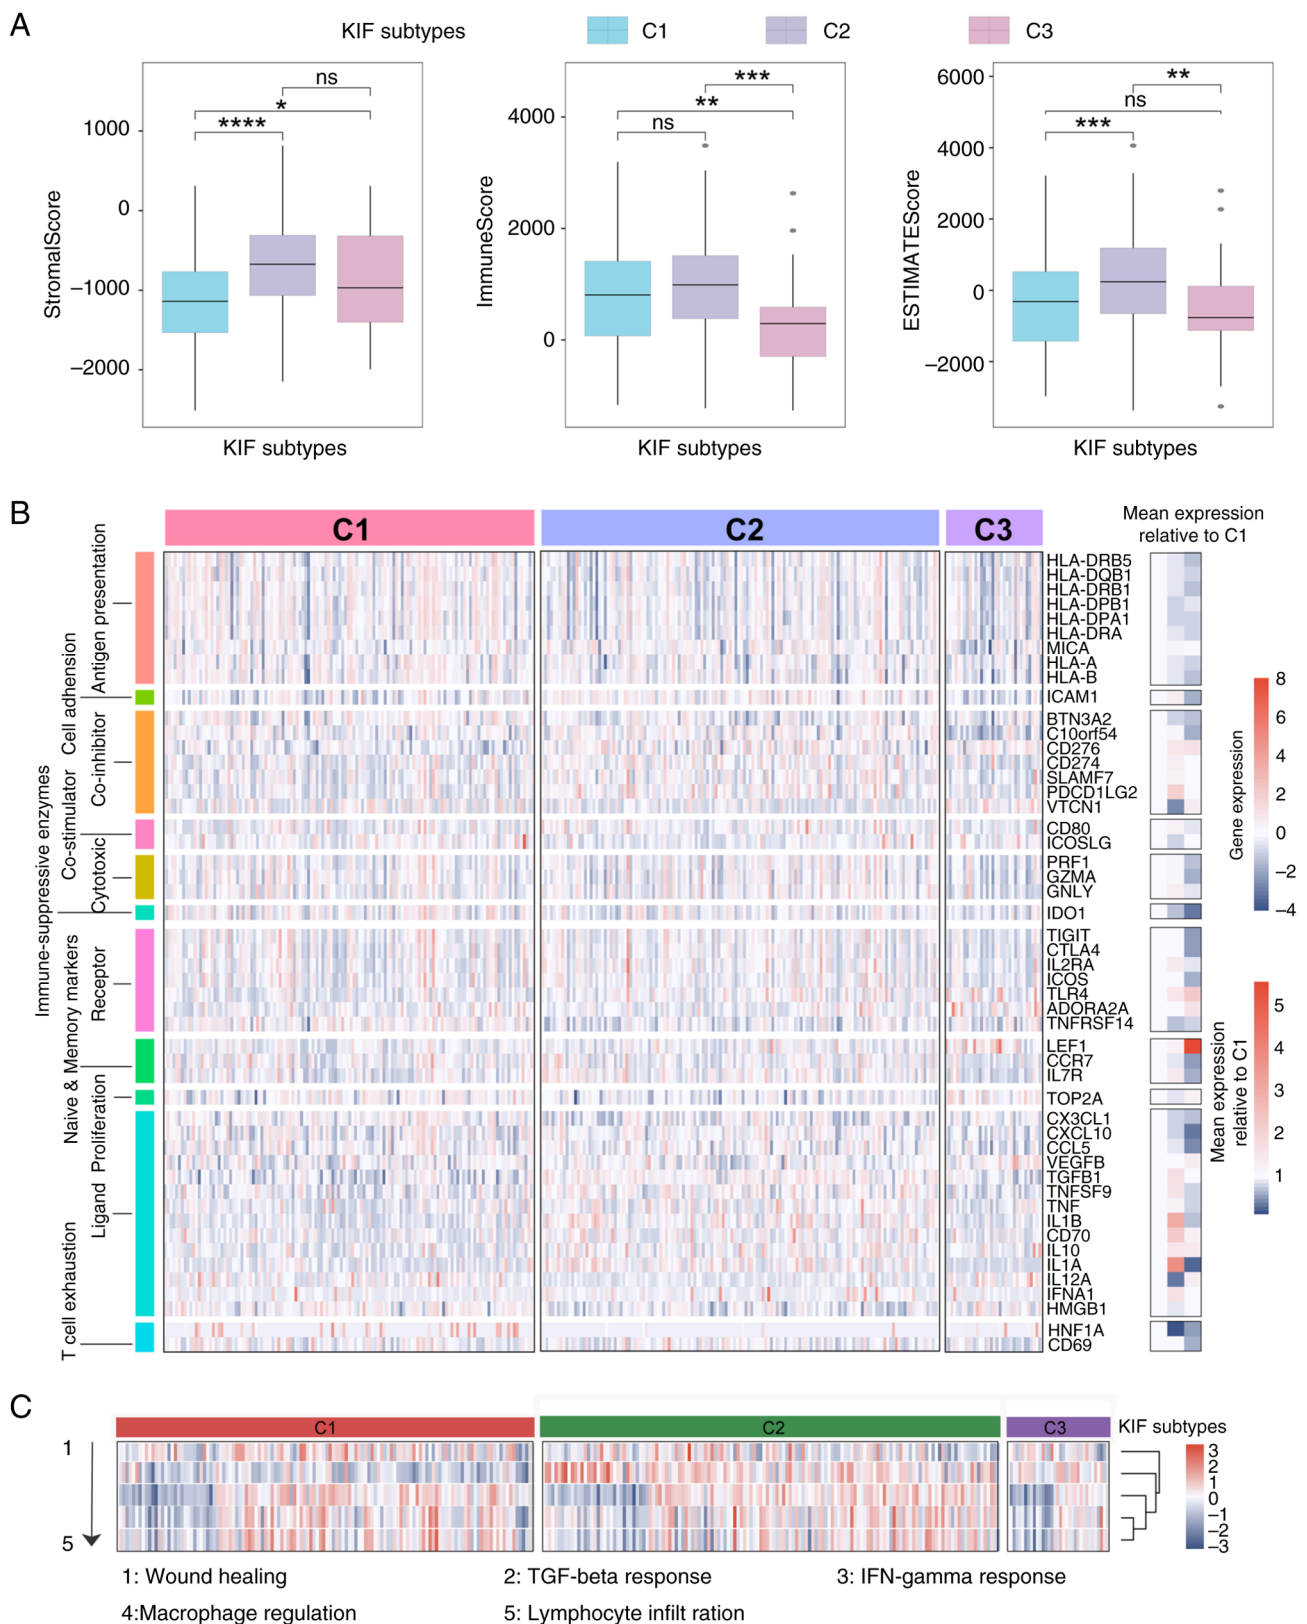 A
KIF subtypes C1 C2 C3
StromalScore
1000
0
−1000
−2000
ns
*
****
KIF subtypes
ImmuneScore
4000
2000
0
***
**
ns
KIF subtypes
ESTIMATEScore
6000
4000
2000
0
−2000
**
ns
***
KIF subtypes
B
C1 C2 C3
Mean expression
relative to C1
Antigen presentation
Cell adhension
Co-inhibitor
Co-stimulator
Cytotoxic
Immune-suppressive enzymes
Receptor
Naive & Memory markers
Proliferation
Ligand
T cell exhaustion
HLA-DRB5
HLA-DQB1
HLA-DRB1
HLA-DPB1
HLA-DPA1
HLA-DRA
MICA
HLA-A
HLA-B
ICAM1
BTN3A2
C10orf54
CD276
CD274
SLAMF7
PDCD1LG2
VTCN1
CD80
ICOSLG
PRF1
GZMA
GNLY
IDO1
TIGIT
CTLA4
IL2RA
ICOS
TLR4
ADORA2A
TNFRSF14
LEF1
CCR7
IL7R
TOP2A
CX3CL1
CXCL10
CCL5
VEGFB
TGFB1
TNFSF9
TNF
IL1B
CD70
IL10
IL1A
IL12A
IFNA1
HMGB1
HNF1A
CD69
Gene expression
8
6
4
2
0
−2
−4
Mean expression
relative to C1
5
4
3
2
1
C
C1 C2 C3 KIF subtypes
1
5
3
2
1
0
−1
−2
−3
1: Wound healing 2: TGF-beta response 3: IFN-gamma response
4:Macrophage regulation 5: Lymphocyte infilt ration